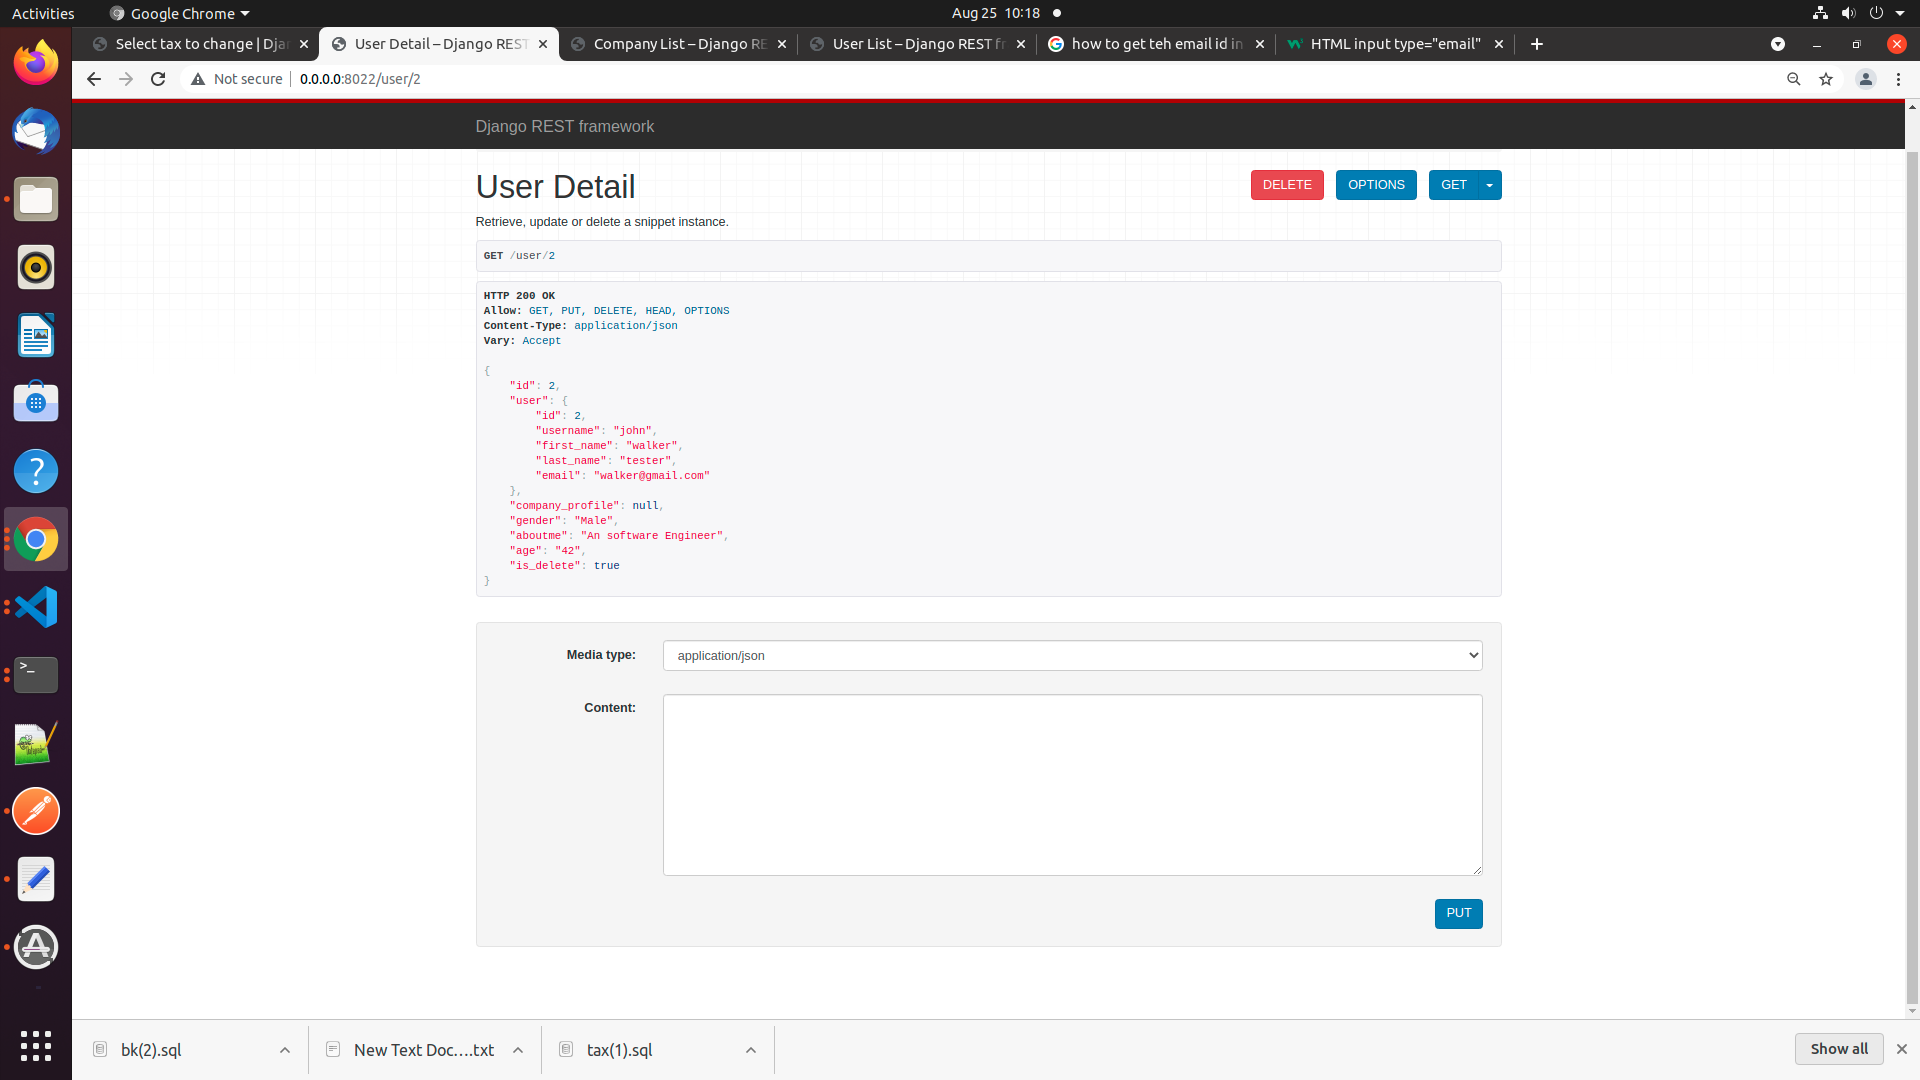 Activities
Google Chrome
Aug 25 10:18
Select tax to change | Dja
User Detail – Django REST
Company List – Django RE
User List – Django REST fr
how to get teh email id in
HTML input type="email"
Not secure
0.0.0.0:8022/user/2
Django REST framework
User Detail
DELETE
OPTIONS
GET
Retrieve, update or delete a snippet instance.
GET /user/2
HTTP 200 OK
Allow: GET, PUT, DELETE, HEAD, OPTIONS
Content-Type: application/json
Vary: Accept
{
"id": 2,
"user": {
"id": 2,
"username": "john",
"first_name": "walker",
"last_name": "tester",
"email": "walker@gmail.com"
},
"company_profile": null,
"gender": "Male",
"aboutme": "An software Engineer",
"age": "42",
"is_delete": true
}
Media type:
application/json
Content:
PUT
bk(2).sql
New Text Doc....txt
tax(1).sql
Show all